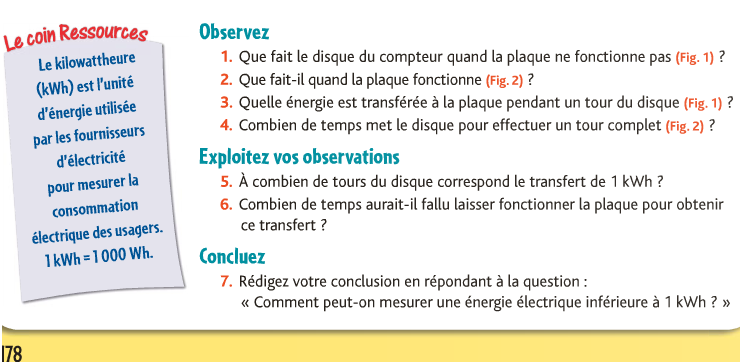 Le coin Ressources
Le kilowattheure
(kWh) est l'unité
d'énergie utilisée
par les fournisseurs
d'électricité
pour mesurer la
consommation
électrique des usagers.
1 kWh = 1 000 Wh.
Observez
1. Que fait le disque du compteur quand la plaque ne fonctionne pas (Fig. 1) ?
2. Que fait-il quand la plaque fonctionne (Fig. 2) ?
3. Quelle énergie est transférée à la plaque pendant un tour du disque (Fig. 1) ?
4. Combien de temps met le disque pour effectuer un tour complet (Fig. 2) ?
Exploitez vos observations
5. À combien de tours du disque correspond le transfert de 1 kWh ?
6. Combien de temps aurait-il fallu laisser fonctionner la plaque pour obtenir
ce transfert ?
Concluez
7. Rédigez votre conclusion en répondant à la question :
« Comment peut-on mesurer une énergie électrique inférieure à 1 kWh ? »
178